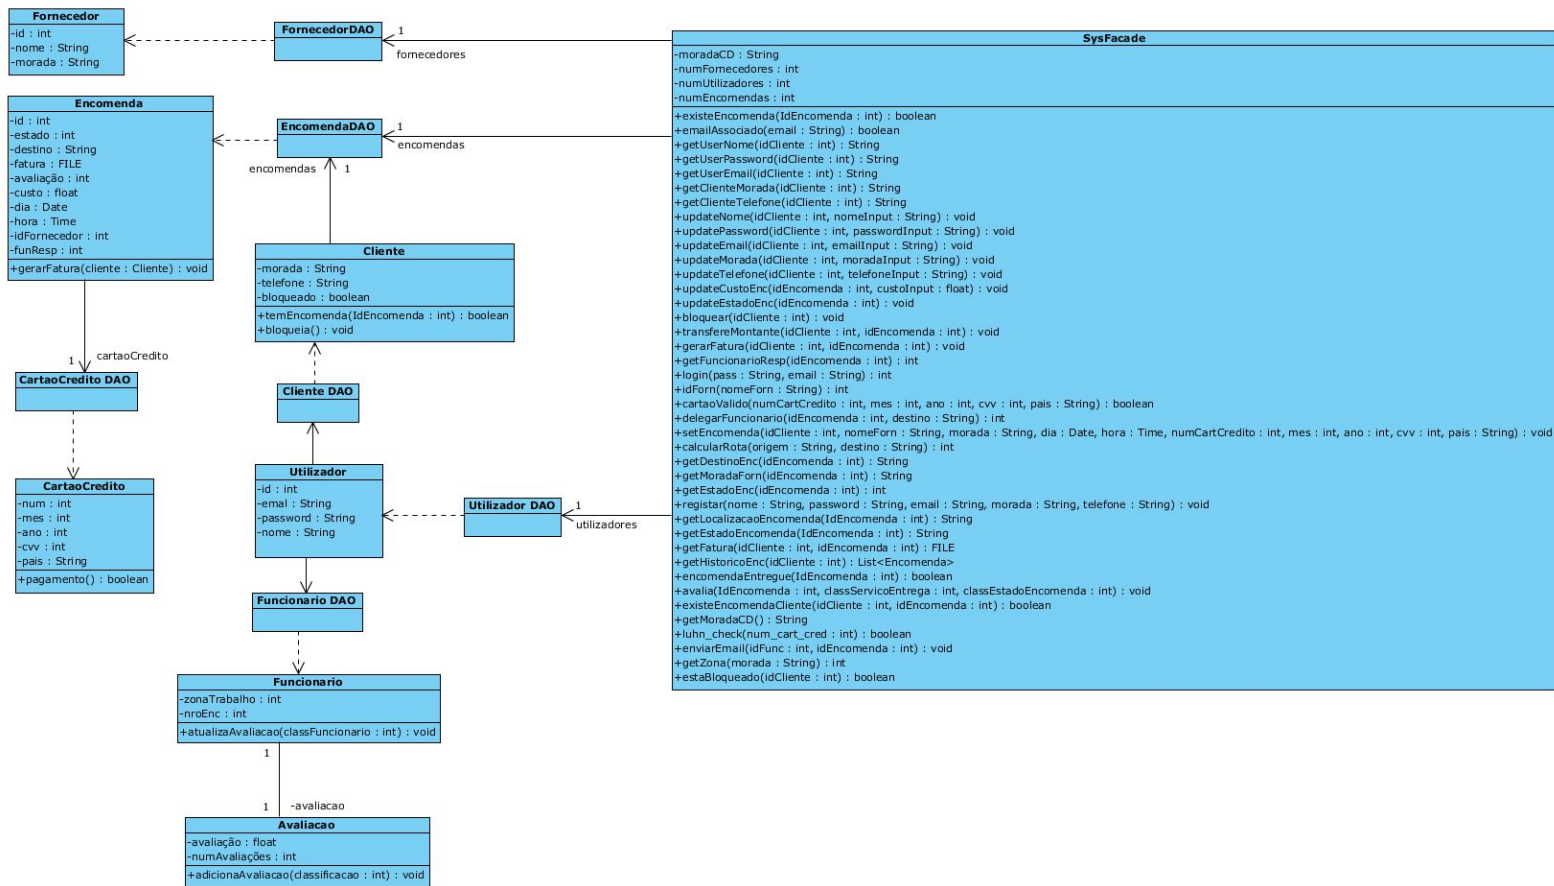 Fornecedor
-id : int
-nome : String
-morada : String
FornecedorDAO
1
fornecedores
Encomenda
-id : int
-estado : int
-destino : String
-fatura : FILE
-avaliação : int
-custo : float
-dia : Date
-hora : Time
-idFornecedor : int
-funResp : int
+gerarFatura(cliente : Cliente) : void
EncomendaDAO
1
encomendas
encomendas
1
Cliente
-morada : String
-telefone : String
-bloqueado : boolean
+temEncomenda(IdEncomenda : int) : boolean
+bloqueia() : void
1
cartaoCredito
CartaoCredito DAO
Cliente DAO
CartaoCredito
-num : int
-mes : int
-ano : int
-cvv : int
-pais : String
+pagamento() : boolean
Utilizador
-id : int
-emal : String
-password : String
-nome : String
Utilizador DAO
1
utilizadores
Funcionario DAO
Funcionario
-zonaTrabalho : int
-nroEnc : int
+atualizaAvaliacao(classFuncionario : int) : void
1
1
-avaliacao
Avaliacao
-avaliação : float
-numAvaliações : int
+adicionaAvaliacao(classificacao : int) : void
SysFacade
-moradaCD : String
-numFornecedores : int
-numUtilizadores : int
-numEncomendas : int
+existeEncomenda(IdEncomenda : int) : boolean
+emailAssociado(email : String) : boolean
+getUserNome(idCliente : int) : String
+getUserPassword(idCliente : int) : String
+getUserEmail(idCliente : int) : String
+getClienteMorada(idCliente : int) : String
+getClienteTelefone(idCliente : int) : String
+updateNome(idCliente : int, nomeInput : String) : void
+updatePassword(idCliente : int, passwordInput : String) : void
+updateEmail(idCliente : int, emailInput : String) : void
+updateMorada(idCliente : int, moradaInput : String) : void
+updateTelefone(idCliente : int, telefoneInput : String) : void
+updateCustoEnc(idEncomenda : int, custoInput : float) : void
+updateEstadoEnc(idEncomenda : int) : void
+bloquear(idCliente : int) : void
+transfereMontante(idCliente : int, idEncomenda : int) : void
+gerarFatura(idCliente : int, idEncomenda : int) : void
+getFuncionarioResp(idEncomenda : int) : int
+login(pass : String, email : String) : int
+idForn(nomeForn : String) : int
+cartaoValido(numCartCredito : int, mes : int, ano : int, cvv : int, pais : String) : boolean
+delegarFuncionario(idEncomenda : int, destino : String) : int
+setEncomenda(idCliente : int, nomeForn : String, morada : String, dia : Date, hora : Time, numCartCredito : int, mes : int, ano : int, cvv : int, pais : String) : void
+calcularRota(origem : String, destino : String) : int
+getDestinoEnc(idEncomenda : int) : String
+getMoradaForn(idEncomenda : int) : String
+getEstadoEnc(idEncomenda : int) : int
+registar(nome : String, password : String, email : String, morada : String, telefone : String) : void
+getLocalizacaoEncomenda(IdEncomenda : int) : String
+getEstadoEncomenda(IdEncomenda : int) : String
+getFatura(idCliente : int, idEncomenda : int) : FILE
+getHistoricoEnc(idCliente : int) : List<Encomenda>
+encomendaEntregue(IdEncomenda : int) : boolean
+avalia(IdEncomenda : int, classServicoEntrega : int, classEstadoEncomenda : int) : void
+existeEncomendaCliente(idCliente : int, idEncomenda : int) : boolean
+getMoradaCD() : String
+luhn_check(num_cart_cred : int) : boolean
+enviarEmail(idFunc : int, idEncomenda : int) : void
+getZona(morada : String) : int
+estaBloqueado(idCliente : int) : boolean